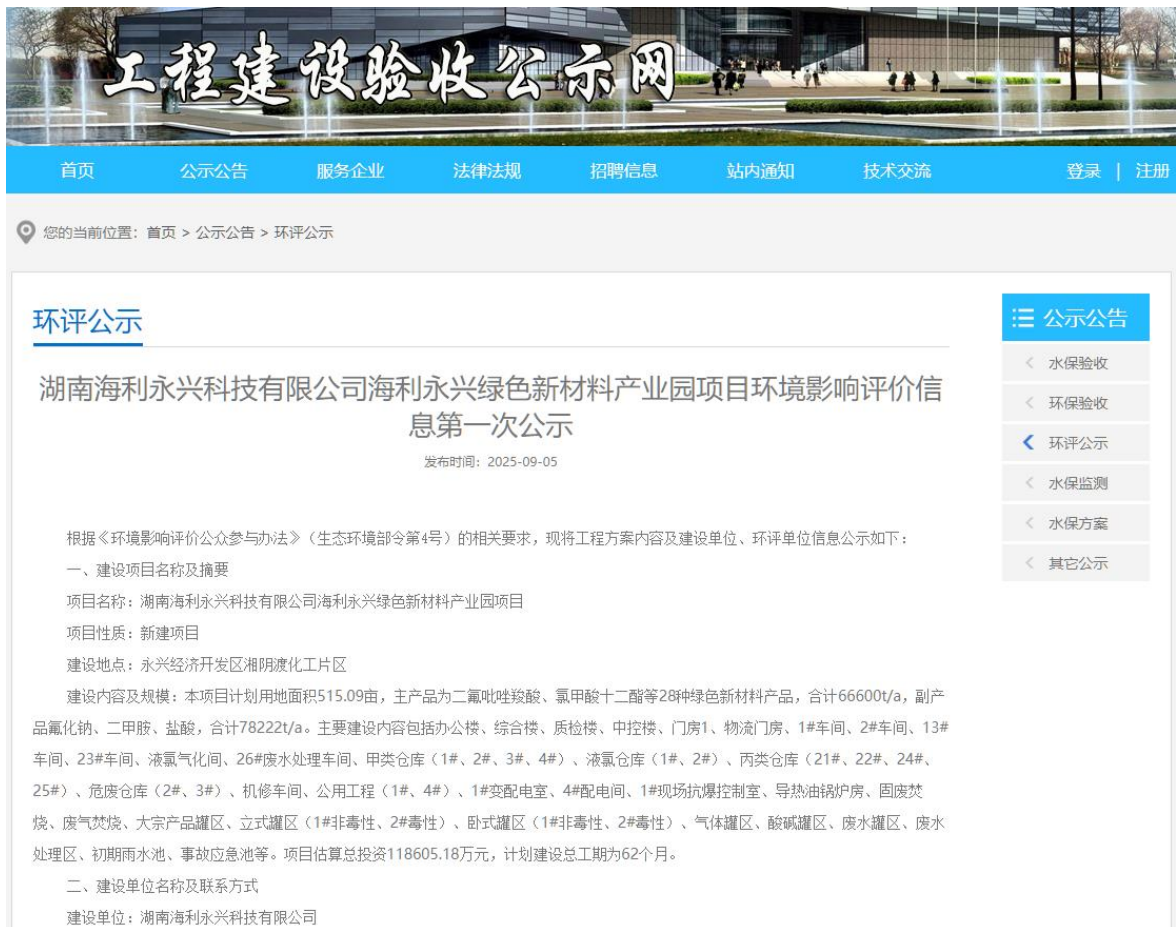 工程建设验收公示网
首页 公示公告 服务企业 法律法规 招聘信息 站内通知 技术交流 登录 | 注册
您的当前位置：首页 > 公示公告 > 环评公示
环评公示
湖南海利永兴科技有限公司海利永兴绿色新材料产业园项目环境影响评价信
息第一次公示
发布时间：2025-09-05
根据《环境影响评价公众参与办法》（生态环境部令第4号）的相关要求，现将工程方案内容及建设单位、环评单位信息公示如下：
一、建设项目名称及摘要
项目名称：湖南海利永兴科技有限公司海利永兴绿色新材料产业园项目
项目性质：新建项目
建设地点：永兴经济开发区湘阴渡化工片区
建设内容及规模：本项目计划用地面积515.09亩，主产品为二氟吡唑羧酸、氯甲酸十二酯等28种绿色新材料产品，合计66600t/a，副产
品氟化钠、二甲胺、盐酸，合计78222t/a。主要建设内容包括办公楼、综合楼、质检楼、中控楼、门房1、物流门房、1#车间、2#车间、13#
车间、23#车间、液氯气化间、26#废水处理车间、甲类仓库（1#、2#、3#、4#）、液氯仓库（1#、2#）、丙类仓库（21#、22#、24#、
25#）、危废仓库（2#、3#）、机修车间、公用工程（1#、4#）、1#变配电室、4#配电间、1#现场抗爆控制室、导热油锅炉房、固废焚
烧、废气焚烧、大宗产品罐区、立式罐区（1#非毒性、2#毒性）、卧式罐区（1#非毒性、2#毒性）、气体罐区、酸碱罐区、废水罐区、废水
处理区、初期雨水池、事故应急池等。项目估算总投资118605.18万元，计划建设总工期为62个月。
二、建设单位名称及联系方式
建设单位：湖南海利永兴科技有限公司
公示公告
水保验收
环保验收
环评公示
水保监测
水保方案
其它公示